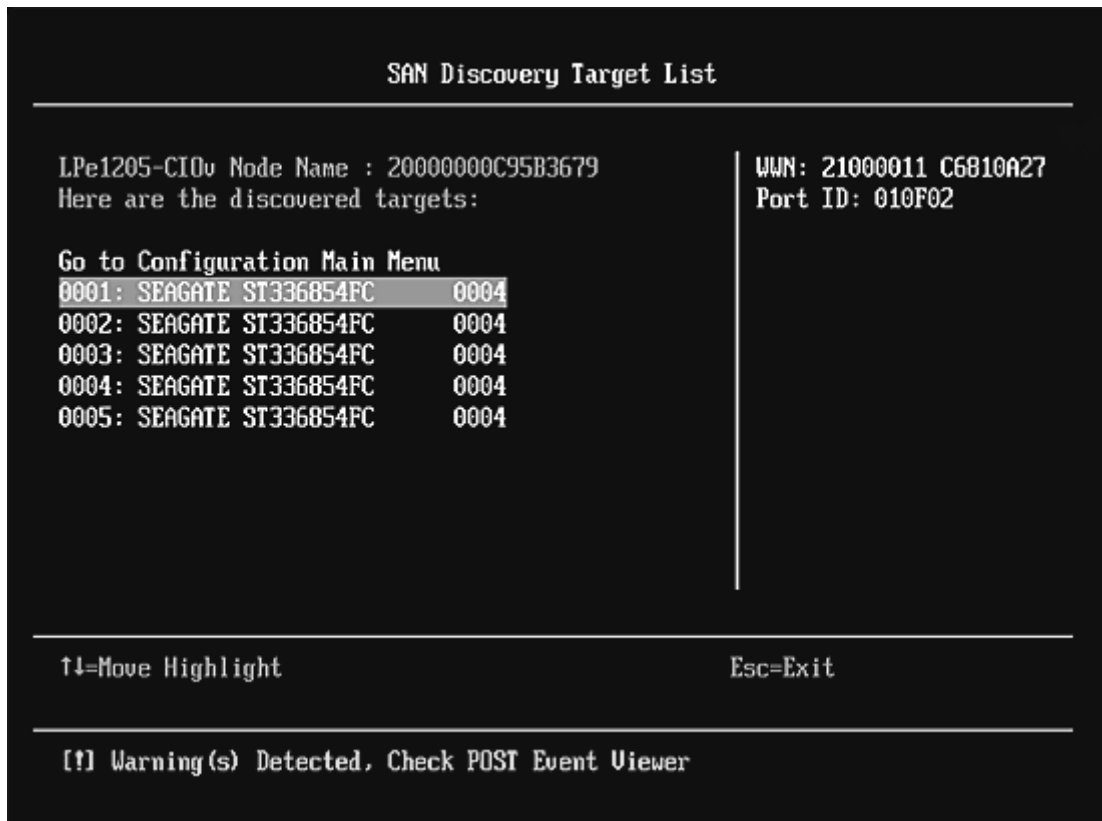 SAN Discovery Target List
LPe1205-CIOv Node Name : 20000000C95B3679
Here are the discovered targets:
WWN: 21000011 C6810A27
Port ID: 010F02
Go to Configuration Main Menu
0001: SEAGATE ST336854FC 0004
0002: SEAGATE ST336854FC 0004
0003: SEAGATE ST336854FC 0004
0004: SEAGATE ST336854FC 0004
0005: SEAGATE ST336854FC 0004
↑↓=Move Highlight Esc=Exit
[!] Warning(s) Detected, Check POST Event Viewer